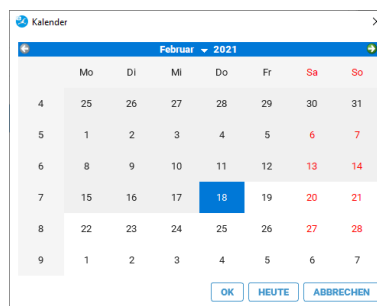 Kalender
Februar 2021
Mo Di Mi Do Fr Sa So
4 25 26 27 28 29 30 31
5 1 2 3 4 5 6 7
6 8 9 10 11 12 13 14
7 15 16 17 18 19 20 21
8 22 23 24 25 26 27 28
9 1 2 3 4 5 6 7
OK HEUTE ABBRECHEN